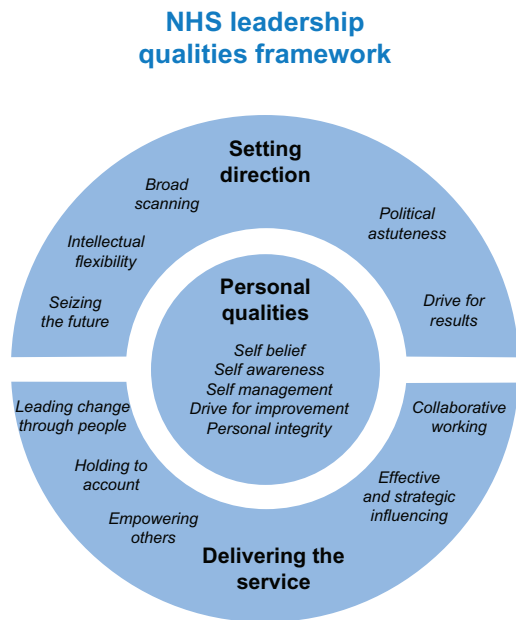 NHS leadership
qualities framework
Setting
direction
Broad
scanning
Intellectual
flexibility
Seizing
the future
Political
astuteness
Drive for
results
Personal
qualities
Self belief
Self awareness
Self management
Drive for improvement
Personal integrity
Leading change
through people
Holding to
account
Empowering
others
Collaborative
working
Effective
and strategic
influencing
Delivering the
service